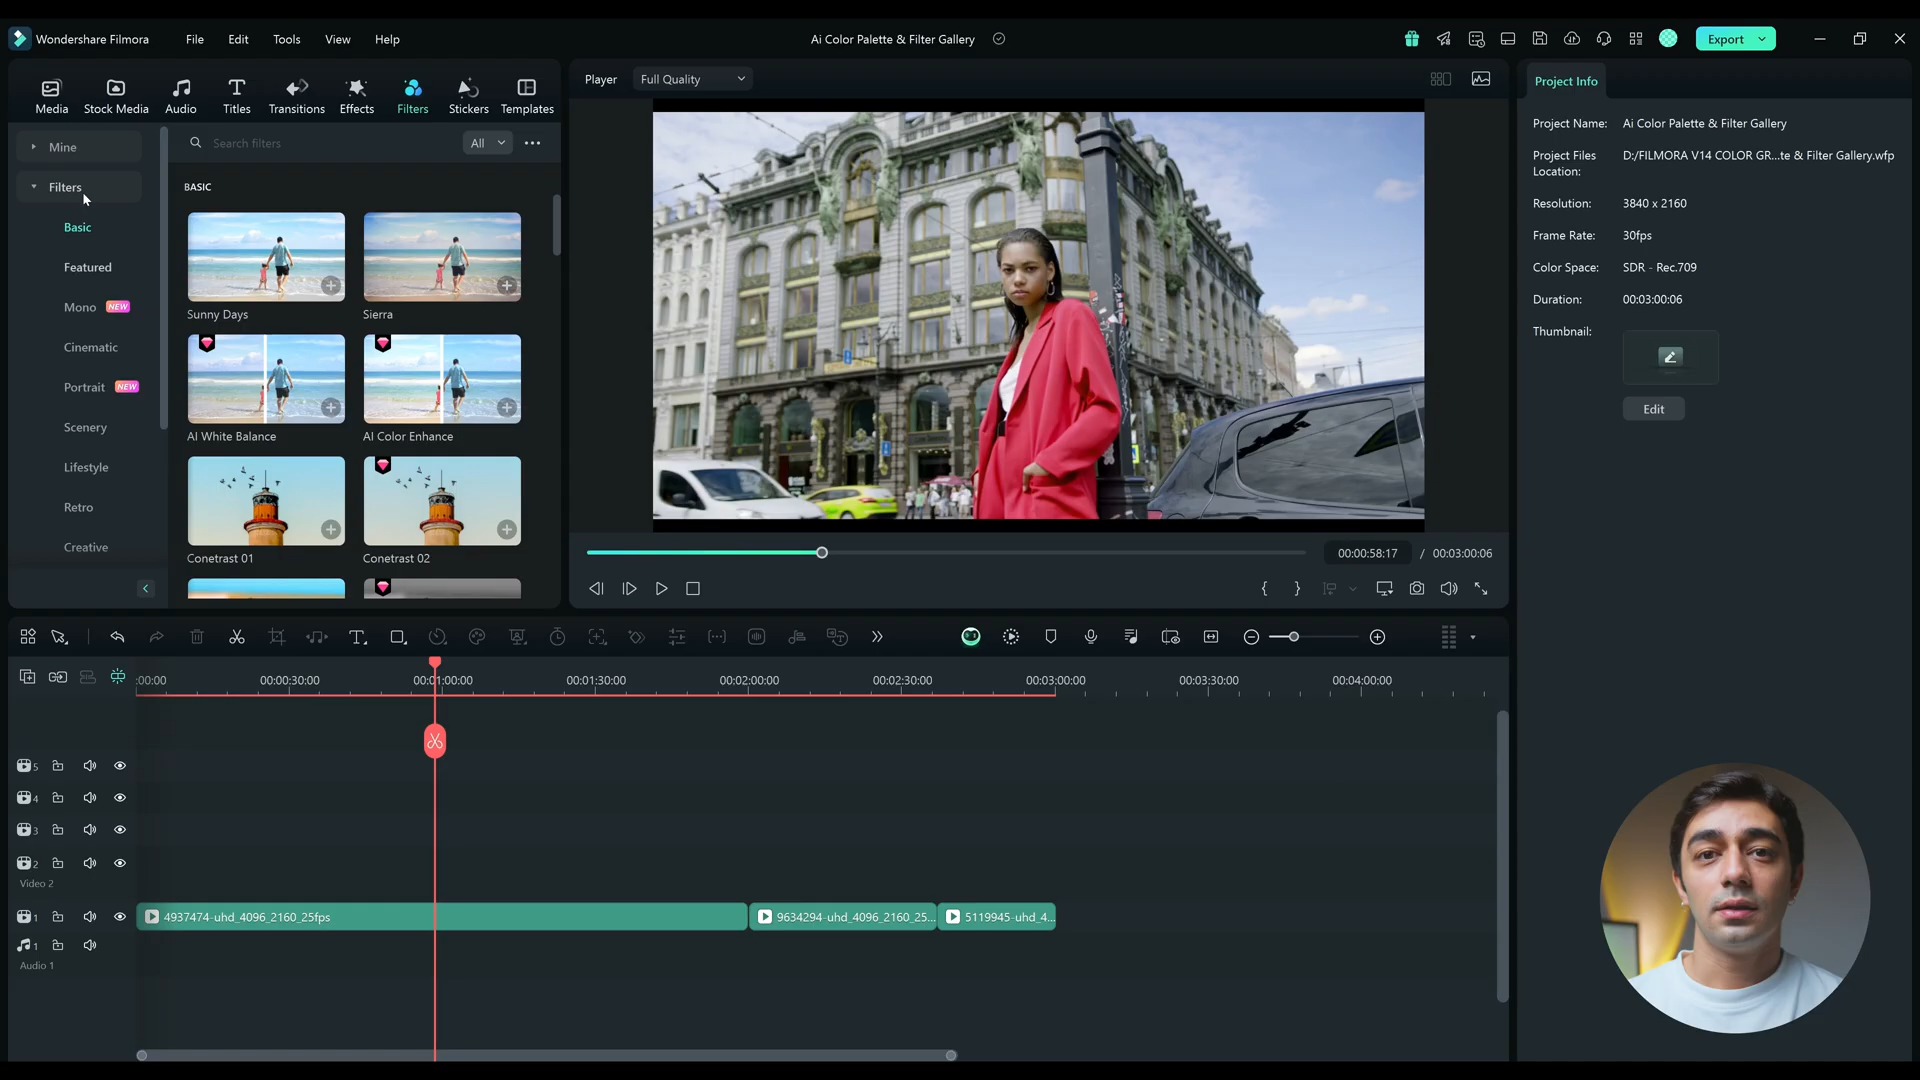 Wondershare Filmora
File
Edit
Tools
View
Help
Ai Color Palette & Filter Gallery
Export
Media
Stock Media
Audio
Titles
Transitions
Effects
Filters
Stickers
Templates
Mine
Filters
Basic
Featured
Mono NEW
Cinematic
Portrait NEW
Scenery
Lifestyle
Retro
Creative
Search filters
All
BASIC
Sunny Days
Sierra
AI White Balance
AI Color Enhance
Conetrast 01
Conetrast 02
Player
Full Quality
00:00:58:17 / 00:03:00:06
Project Info
Project Name: Ai Color Palette & Filter Gallery
Project Files Location: D:/FILMORA V14 COLOR GR...te & Filter Gallery.wfp
Resolution: 3840 x 2160
Frame Rate: 30fps
Color Space: SDR - Rec.709
Duration: 00:03:00:06
Thumbnail:
Edit
:00:00
00:00:30:00
00:01:00:00
00:01:30:00
00:02:00:00
00:02:30:00
00:03:00:00
00:03:30:00
00:04:00:00
5
4
3
2
Video 2
1
4937474-uhd_4096_2160_25fps
9634294-uhd_4096_2160_25...
5119945-uhd_4...
1
Audio 1